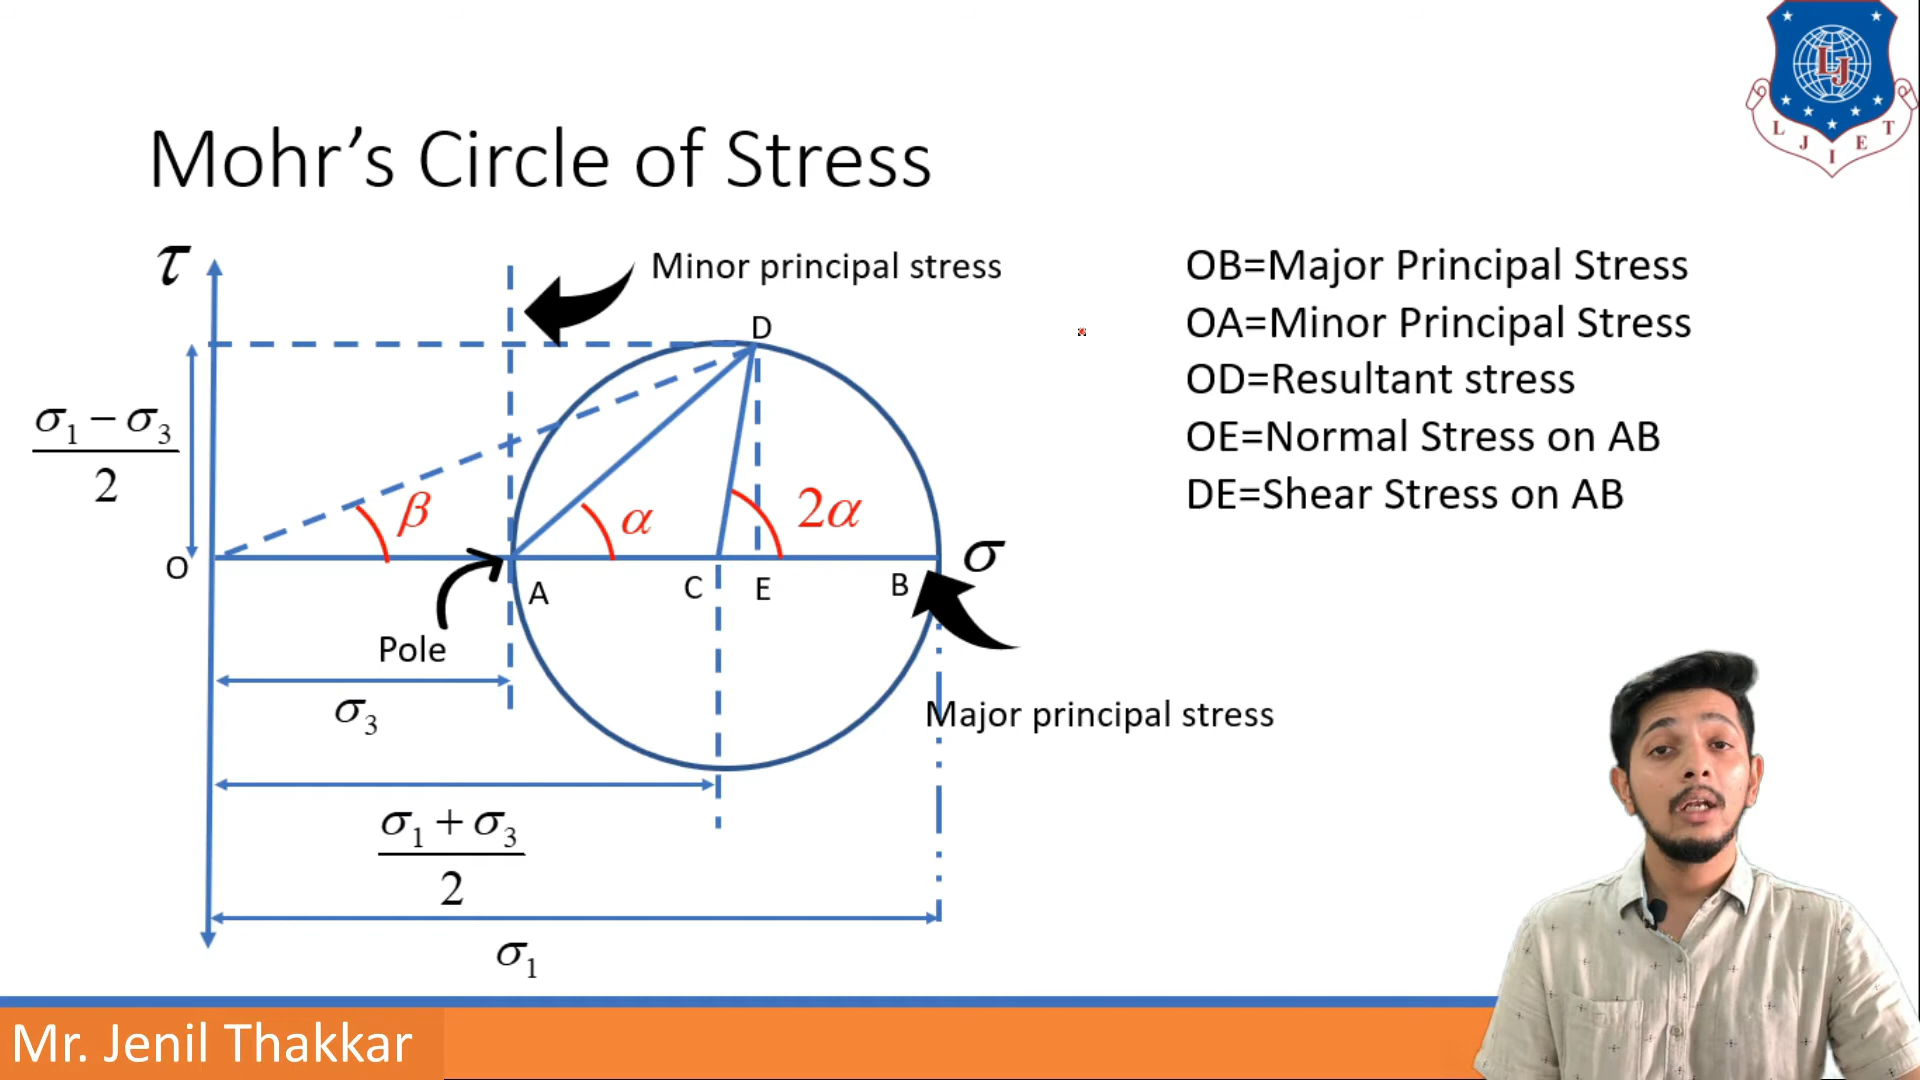 L J
L J I E T
Mohr’s Circle of Stress
τ
Minor principal stress
D
σ₁ − σ₃
2
β
α
2α
O
A
C
E
B
σ
Pole
σ₃
Major principal stress
σ₁ + σ₃
2
σ₁
OB=Major Principal Stress
OA=Minor Principal Stress
OD=Resultant stress
OE=Normal Stress on AB
DE=Shear Stress on AB
Mr. Jenil Thakkar